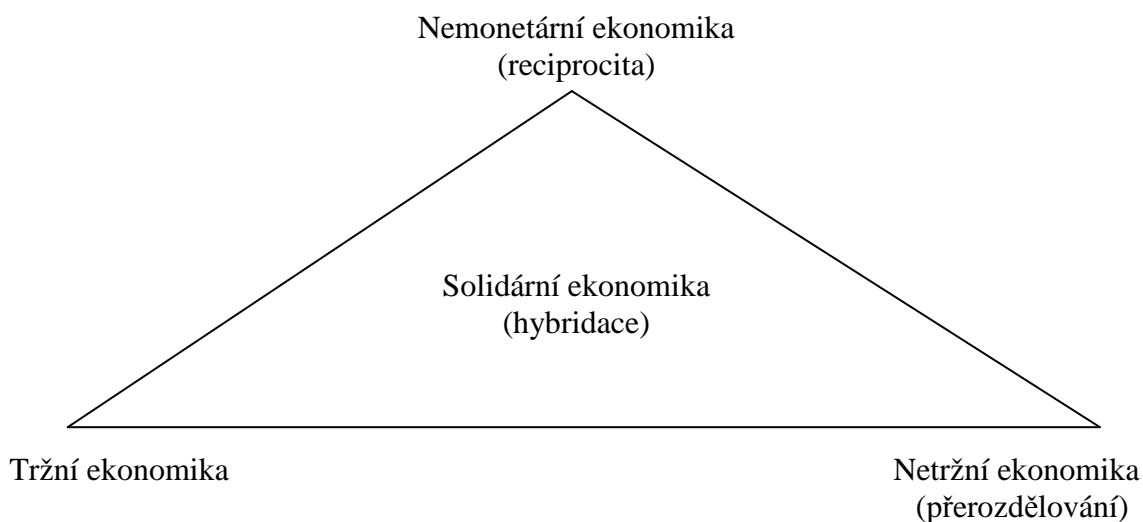 Nemonetární ekonomika
(reciprocita)
Solidární ekonomika
(hybridace)
Tržní ekonomika
Netržní ekonomika
(přerozdělování)